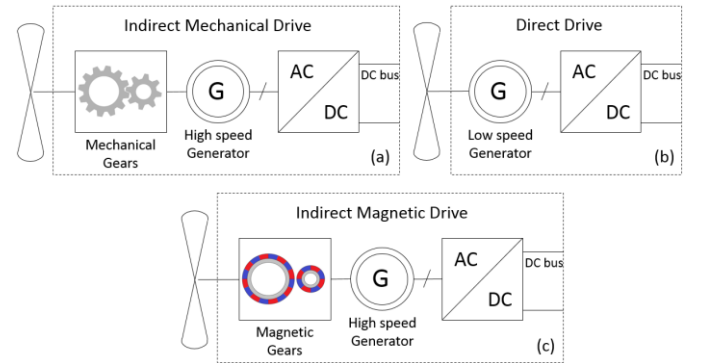 Indirect Mechanical Drive
AC
DC
DC bus
G
Mechanical
Gears
High speed
Generator
(a)
Direct Drive
AC
DC
DC bus
G
Low speed
Generator
(b)
Indirect Magnetic Drive
AC
DC
DC bus
G
Magnetic
Gears
High speed
Generator
(c)